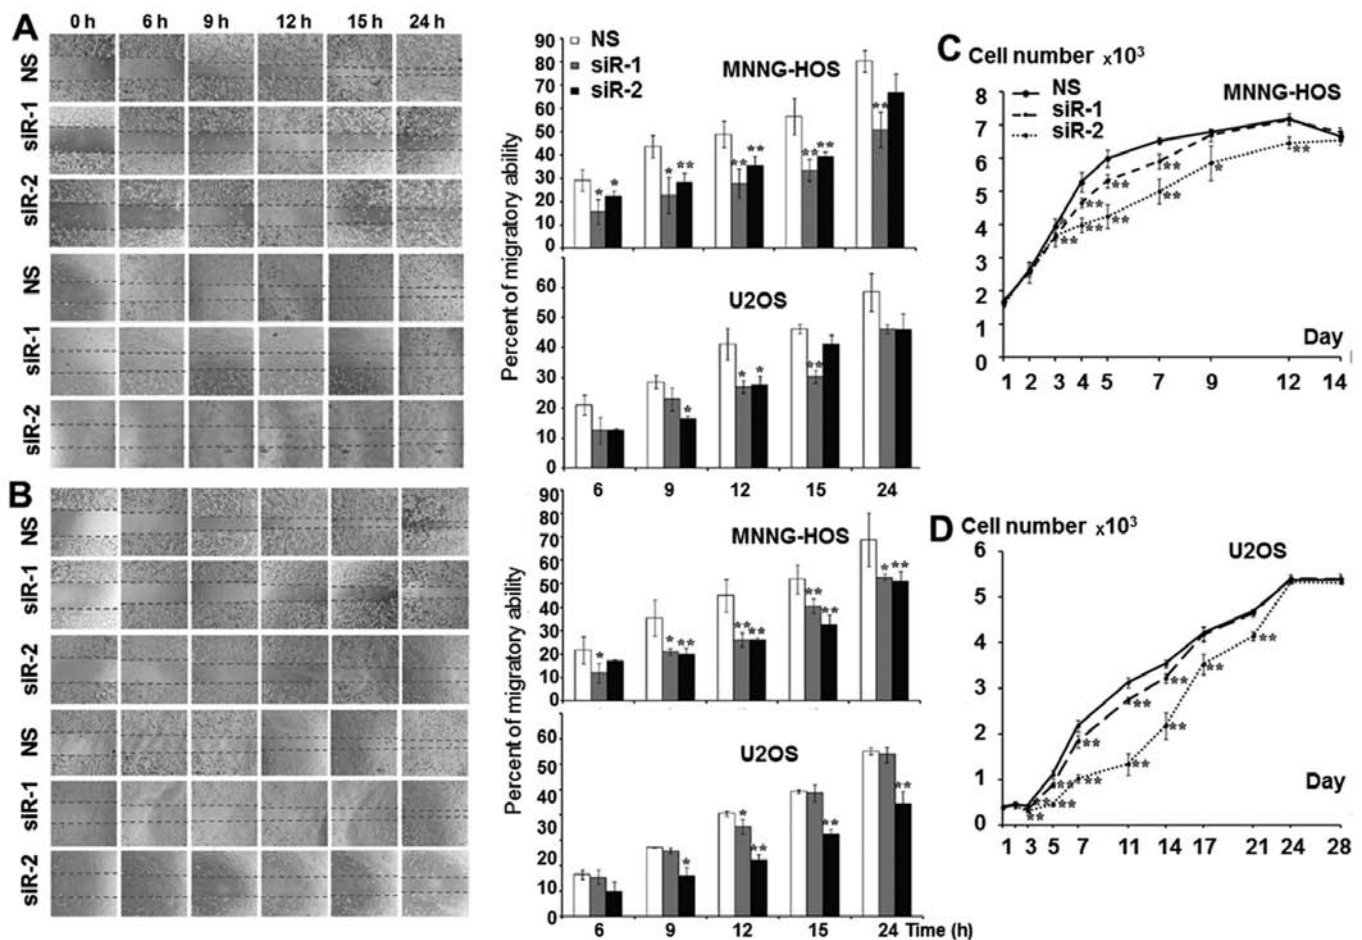 A
0 h 6 h 9 h 12 h 15 h 24 h
NS
siR-1
siR-2
NS
siR-1
siR-2
Percent of migratory ability
NS
siR-1
siR-2
MNNG-HOS
90
80
70
60
50
40
30
20
10
0
* * * ** ** ** ** ** **
U2OS
60
50
40
30
20
10
0
* * * **
6 9 12 15 24
B
NS
siR-1
siR-2
NS
siR-1
siR-2
Percent of migratory ability
MNNG-HOS
90
80
70
60
50
40
30
20
10
0
* * ** ** ** ** ** * **
U2OS
60
50
40
30
20
10
0
* * ** ** **
6 9 12 15 24 Time (h)
C Cell number x10³
NS
siR-1
siR-2
MNNG-HOS
8
7
6
5
4
3
2
1
0
** ** ** ** ** ** ** * **
Day
1 2 3 4 5 7 9 12 14
D Cell number x10³
U2OS
6
5
4
3
2
1
0
Day
1 3 5 7 11 14 17 21 24 28